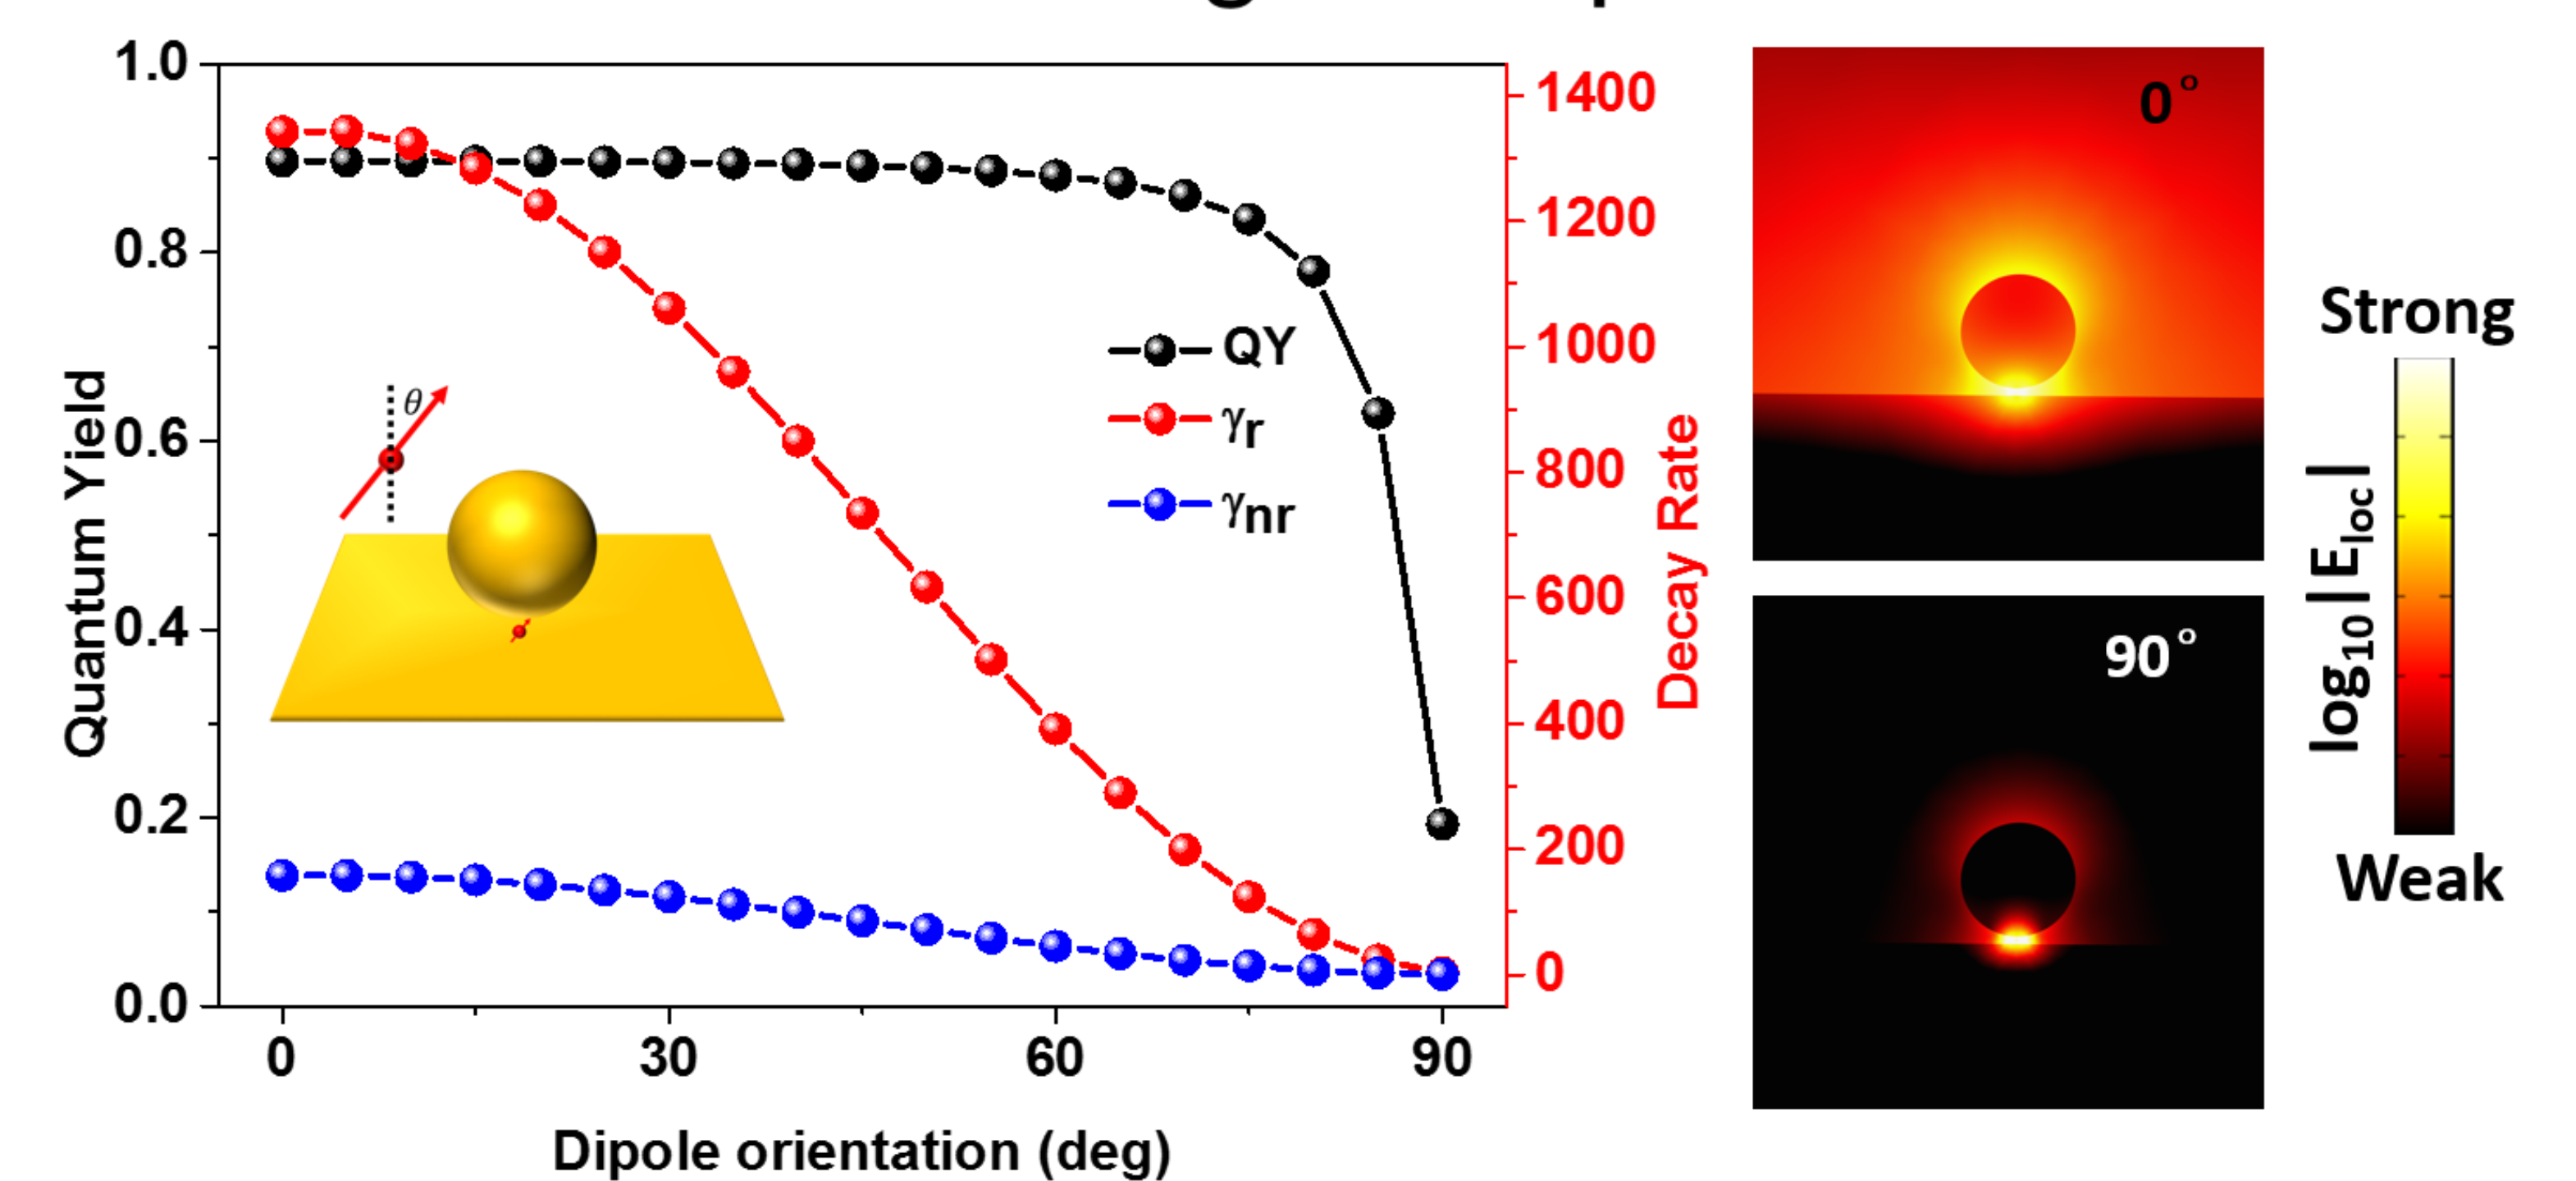 1.0
0.8
0.6
0.4
0.2
0.0
Quantum Yield
0
30
60
90
Dipole orientation (deg)
1400
1200
1000
800
600
400
200
0
Decay Rate
QY
γr
γnr
θ
0°
90°
Strong
log10|Eloc|
Weak